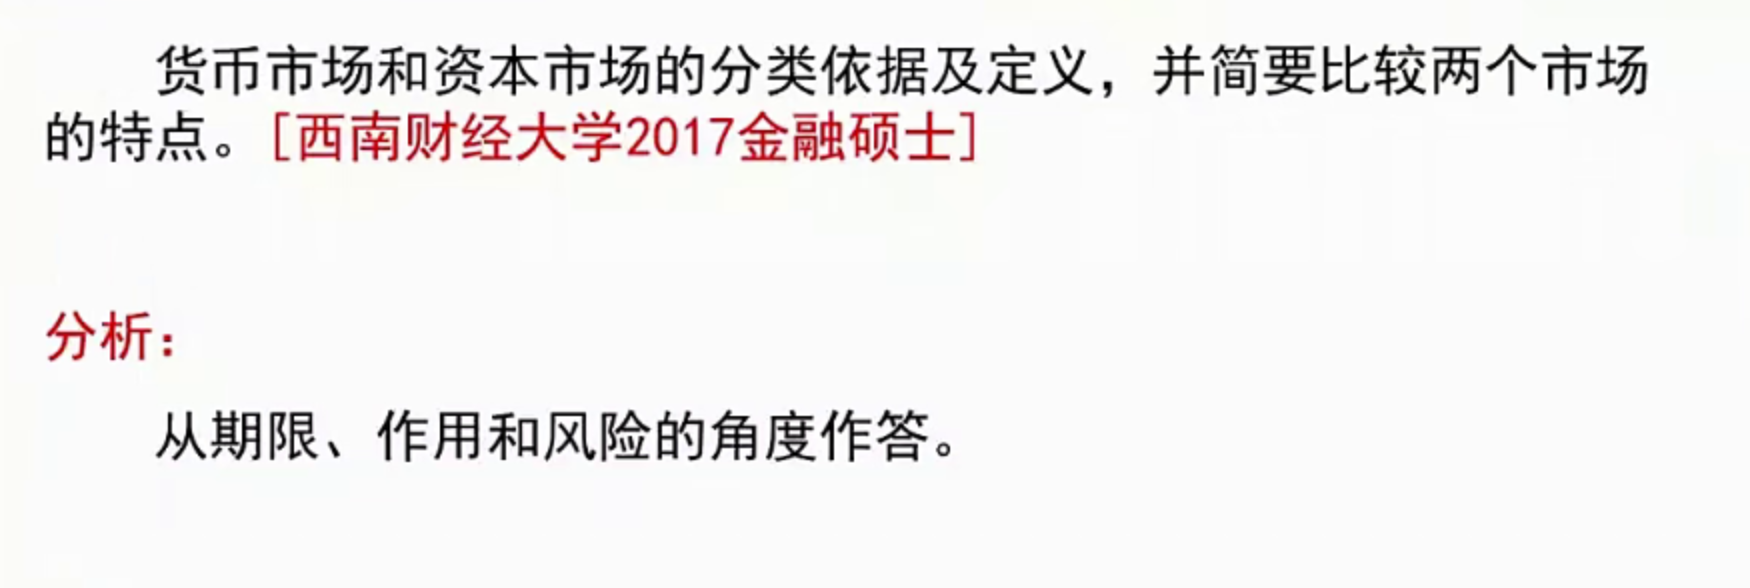 货币市场和资本市场的分类依据及定义，并简要比较两个市场
的特点。[西南财经大学2017金融硕士]
分析：
从期限、作用和风险的角度作答。